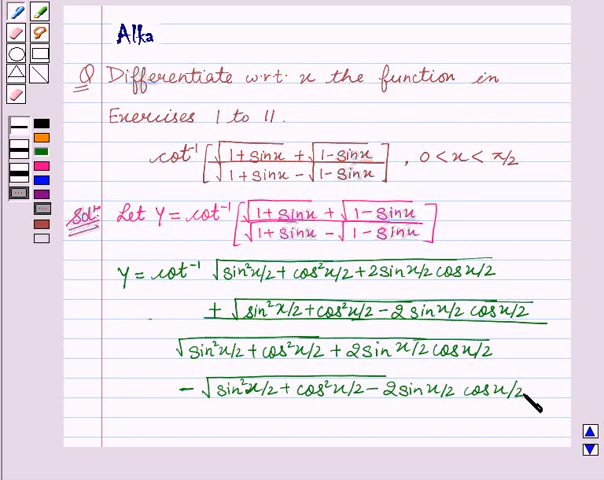 Alka
Q Differentiate w.r.t. x the function in
Exercises 1 to 11.
cot⁻¹ [ (√(1+sinx) + √(1-sinx)) / (√(1+sinx) - √(1-sinx)) ] , 0 < x < π/2
Solⁿ: Let Y = cot⁻¹ [ (√(1+sinx) + √(1-sinx)) / (√(1+sinx) - √(1-sinx)) ]
Y = cot⁻¹ √(sin²x/2 + cos²x/2 + 2sinx/2 cosx/2)
+ √(sin²x/2 + cos²x/2 - 2sinx/2 cosx/2)
√(sin²x/2 + cos²x/2 + 2sinx/2 cosx/2)
- √(sin²x/2 + cos²x/2 - 2sinx/2 cosx/2)